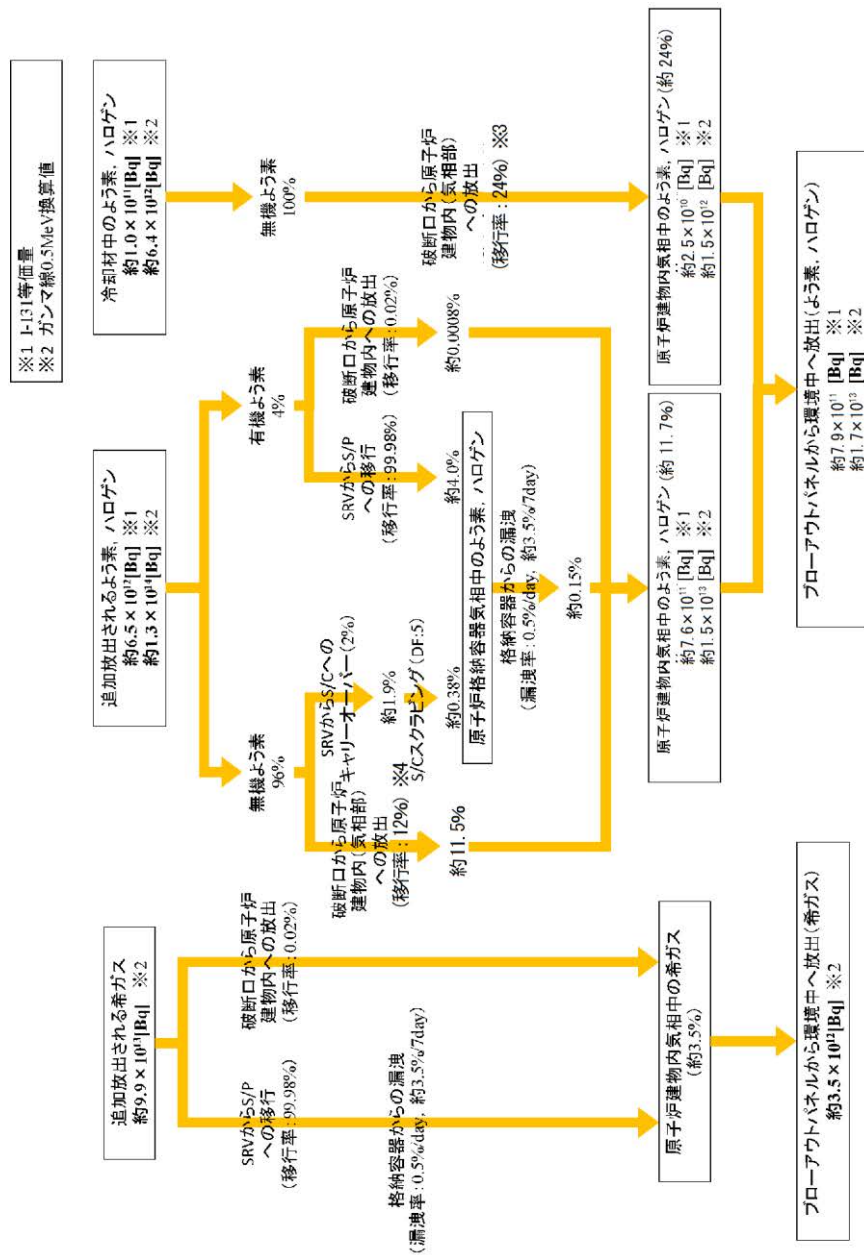 ※1 I-131等価量
※2 ガンマ線0.5MeV換算値
追加放出される希ガス
約9.9×10¹³[Bq] ※2
SRVからS/P
への移行
(移行率:99.98%)
破断口から原子炉
建物内への放出
(移行率:0.02%)
格納容器からの漏洩
(漏洩率:0.5%/day, 約3.5%/7day)
原子炉建物内気相中の希ガス
(約3.5%)
ブローアウトパネルから環境中へ放出(希ガス)
約3.5×10¹²[Bq] ※2
追加放出されるよう素, ハロゲン
約6.5×10¹²[Bq] ※1
約1.3×10¹⁴[Bq] ※2
無機よう素
96%
有機よう素
4%
破断口から原子炉
建物内(気相部)
への放出
(移行率:12%) ※4
SRVからS/Cへの
キャリーオーバー(2%)
約1.9%
S/Cスクラビング(DF:5)
約11.5%
約0.38%
SRVからS/P
への移行
(移行率:99.98%)
破断口から原子炉
建物内への放出
(移行率:0.02%)
約4.0%
約0.0008%
原子炉格納容器気相中のよう素, ハロゲン
格納容器からの漏洩
(漏洩率:0.5%/day, 約3.5%/7day)
約0.15%
原子炉建物内気相中のよう素, ハロゲン(約11.7%)
約7.6×10¹¹ [Bq] ※1
約1.5×10¹³ [Bq] ※2
冷却材中のよう素, ハロゲン
約1.0×10¹¹[Bq] ※1
約6.4×10¹²[Bq] ※2
無機よう素
100%
破断口から原子炉
建物内(気相部)
への放出
(移行率:24%) ※3
原子炉建物内気相中のよう素, ハロゲン(約24%)
約2.5×10¹⁰ [Bq] ※1
約1.5×10¹² [Bq] ※2
ブローアウトパネルから環境中へ放出(よう素, ハロゲン)
約7.9×10¹¹ [Bq] ※1
約1.7×10¹³ [Bq] ※2